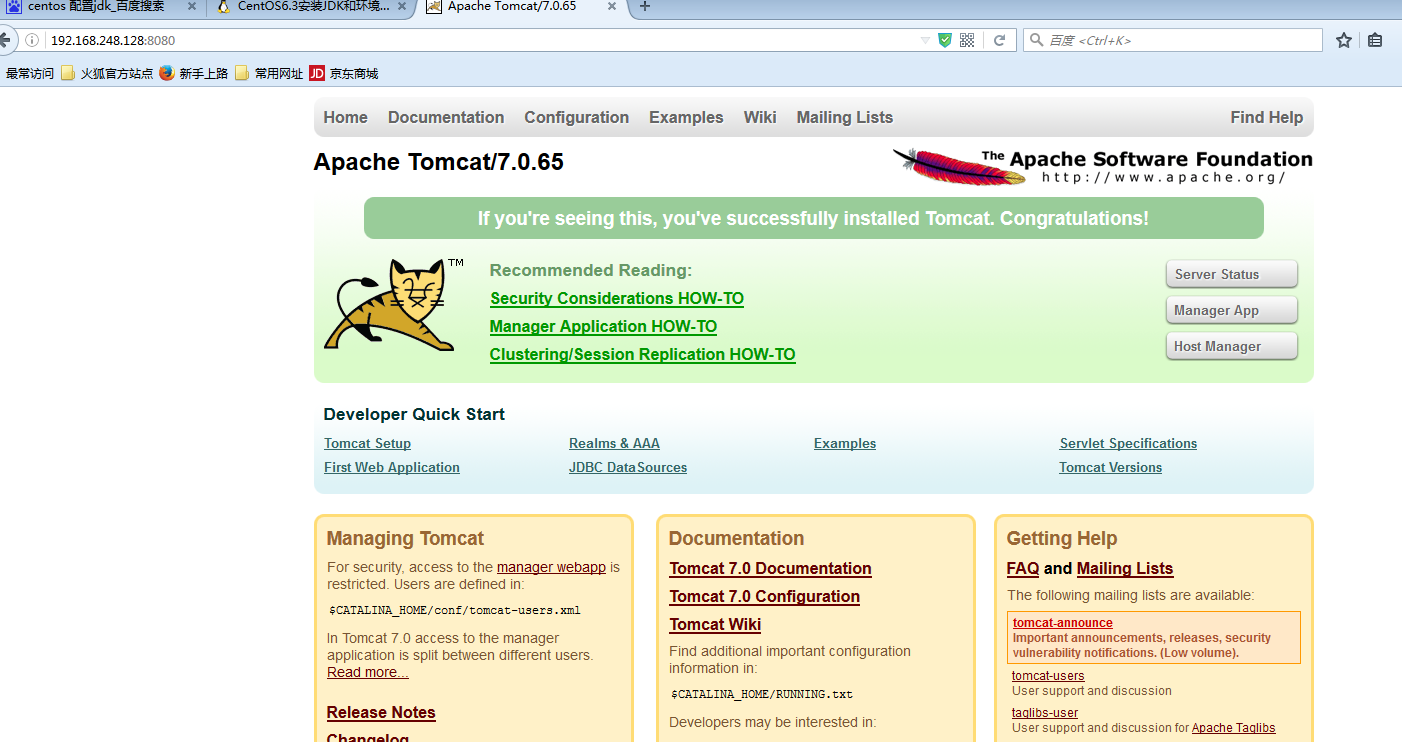 centos 配置jdk_百度搜索
CentOS6.3安装JDK和环境...
Apache Tomcat/7.0.65
192.168.248.128:8080
百度 <Ctrl+K>
最常访问 火狐官方站点 新手上路 常用网址 JD 京东商城
Home Documentation Configuration Examples Wiki Mailing Lists Find Help
Apache Tomcat/7.0.65
The Apache Software Foundation
http://www.apache.org/
If you're seeing this, you've successfully installed Tomcat. Congratulations!
TM
Recommended Reading:
Security Considerations HOW-TO
Manager Application HOW-TO
Clustering/Session Replication HOW-TO
Server Status
Manager App
Host Manager
Developer Quick Start
Tomcat Setup
First Web Application
Realms & AAA
JDBC DataSources
Examples
Servlet Specifications
Tomcat Versions
Managing Tomcat
For security, access to the manager webapp is
restricted. Users are defined in:
$CATALINA_HOME/conf/tomcat-users.xml
In Tomcat 7.0 access to the manager
application is split between different users.
Read more...
Release Notes
Changelog
Documentation
Tomcat 7.0 Documentation
Tomcat 7.0 Configuration
Tomcat Wiki
Find additional important configuration
information in:
$CATALINA_HOME/RUNNING.txt
Developers may be interested in:
Getting Help
FAQ and Mailing Lists
The following mailing lists are available:
tomcat-announce
Important announcements, releases, security
vulnerability notifications. (Low volume).
tomcat-users
User support and discussion
taglibs-user
User support and discussion for Apache Taglibs